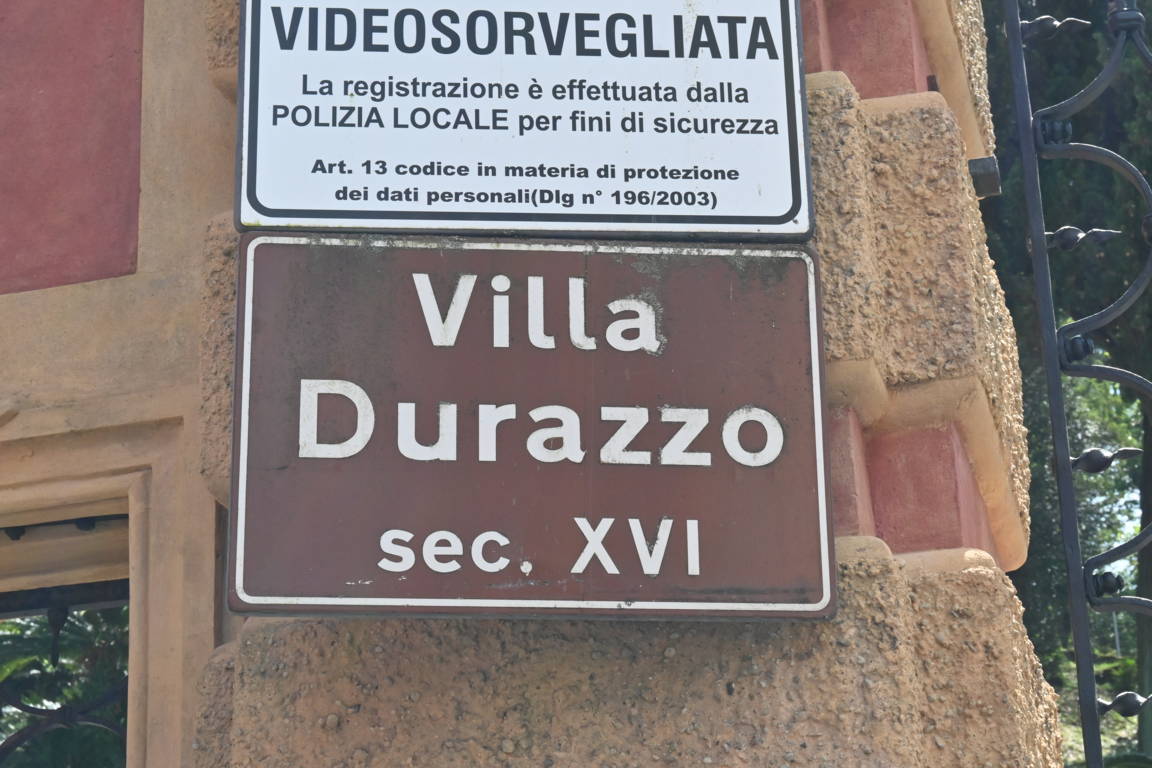 VIDEOSORVEGLIATA
La registrazione è effettuata dalla
POLIZIA LOCALE per fini di sicurezza
Art. 13 codice in materia di protezione
dei dati personali(Dlg n° 196/2003)
Villa
Durazzo
sec. XVI